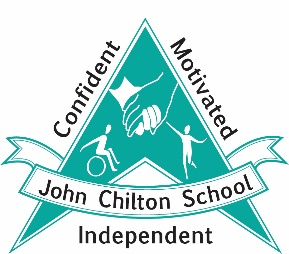 Confident
Motivated
John Chilton School
Independent